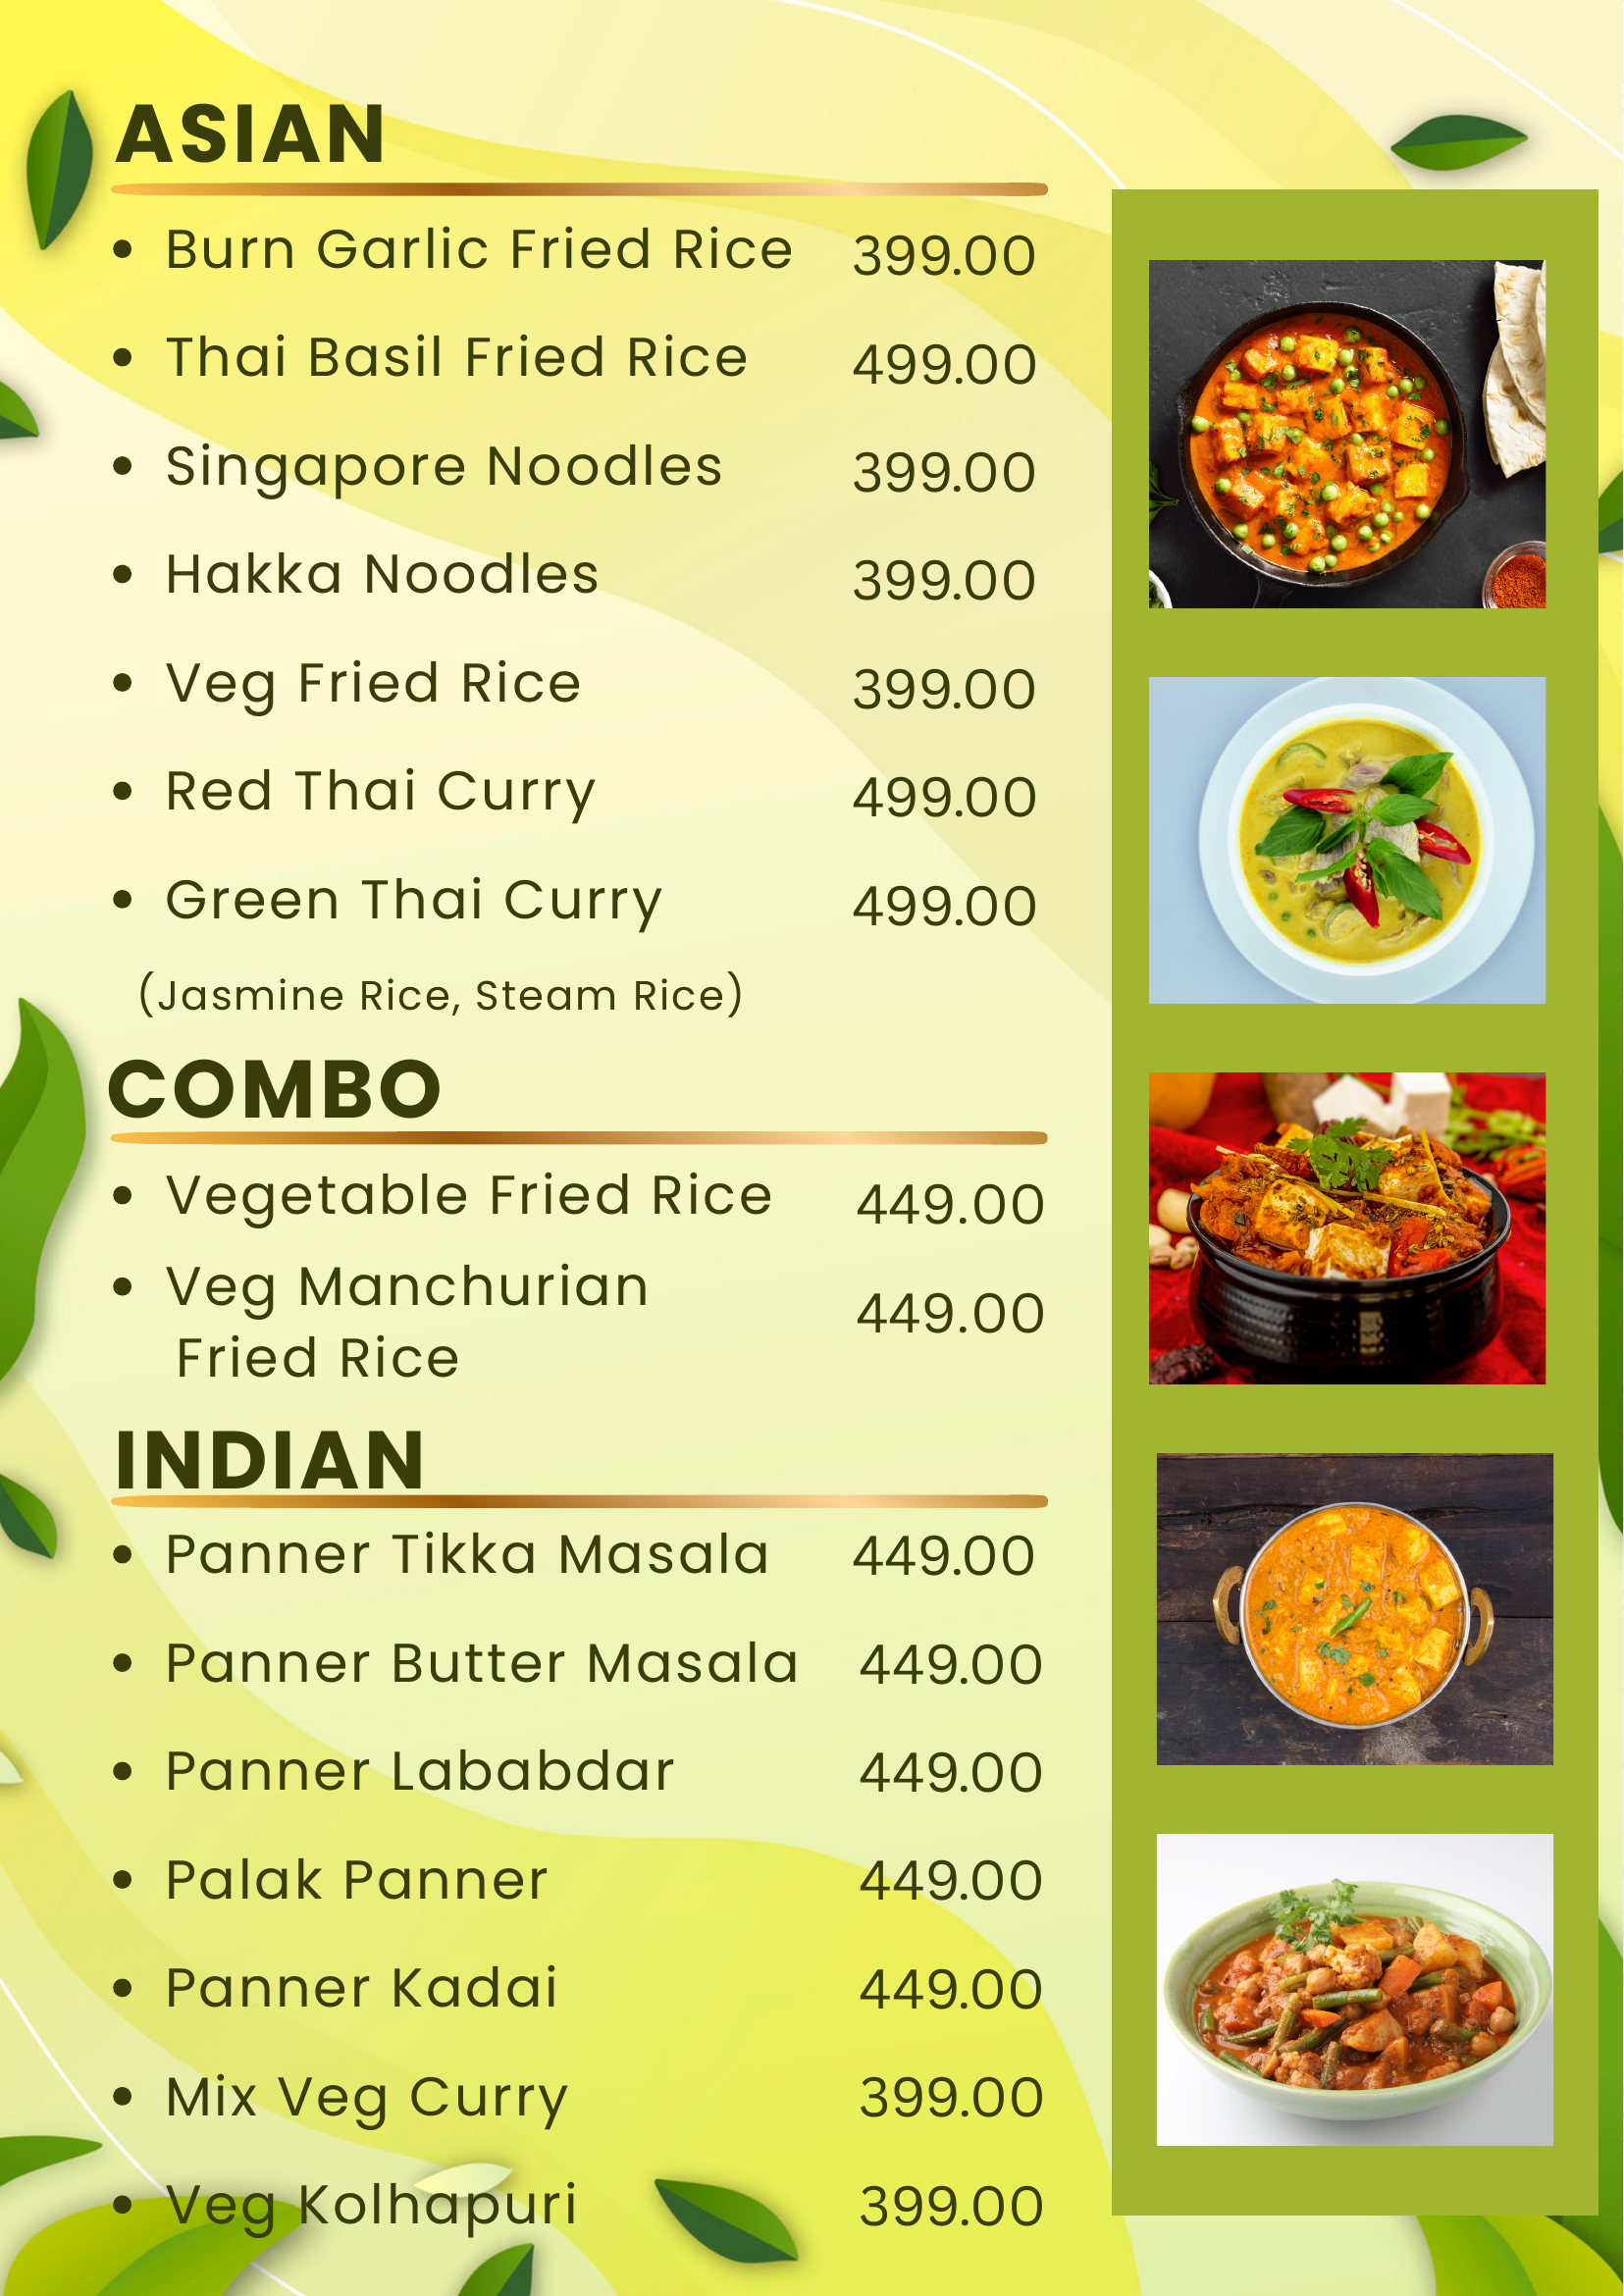 ASIAN
Burn Garlic Fried Rice 399.00
Thai Basil Fried Rice 499.00
Singapore Noodles 399.00
Hakka Noodles 399.00
Veg Fried Rice 399.00
Red Thai Curry 499.00
Green Thai Curry 499.00
(Jasmine Rice, Steam Rice)
COMBO
Vegetable Fried Rice 449.00
Veg Manchurian 449.00
Fried Rice
INDIAN
Panner Tikka Masala 449.00
Panner Butter Masala 449.00
Panner Lababdar 449.00
Palak Panner 449.00
Panner Kadai 449.00
Mix Veg Curry 399.00
Veg Kolhapuri 399.00